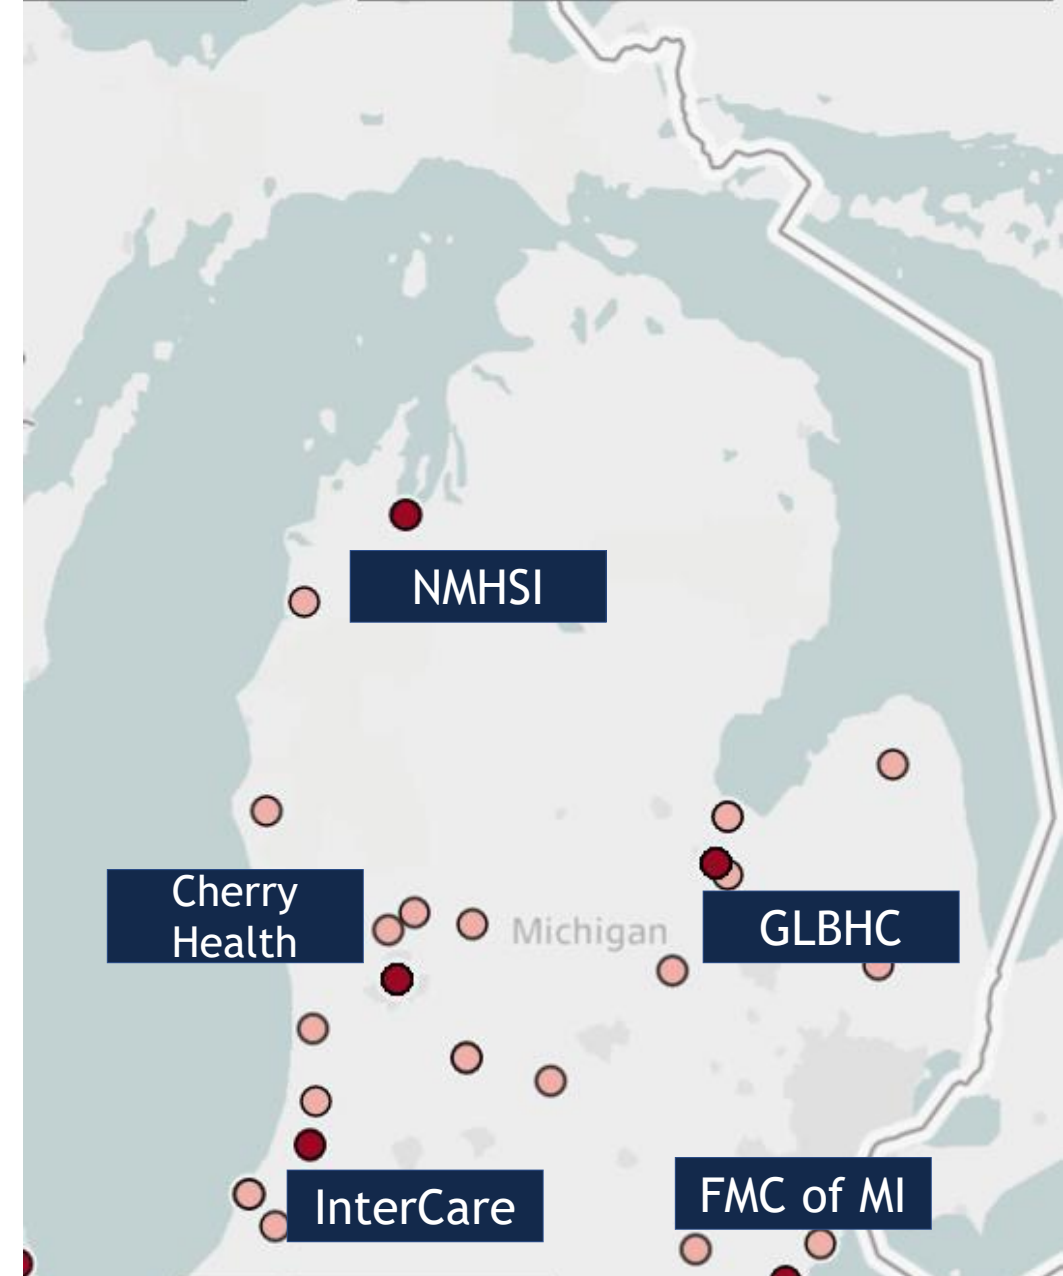 NMHSI
Cherry
Health
Michigan
GLBHC
InterCare
FMC of MI